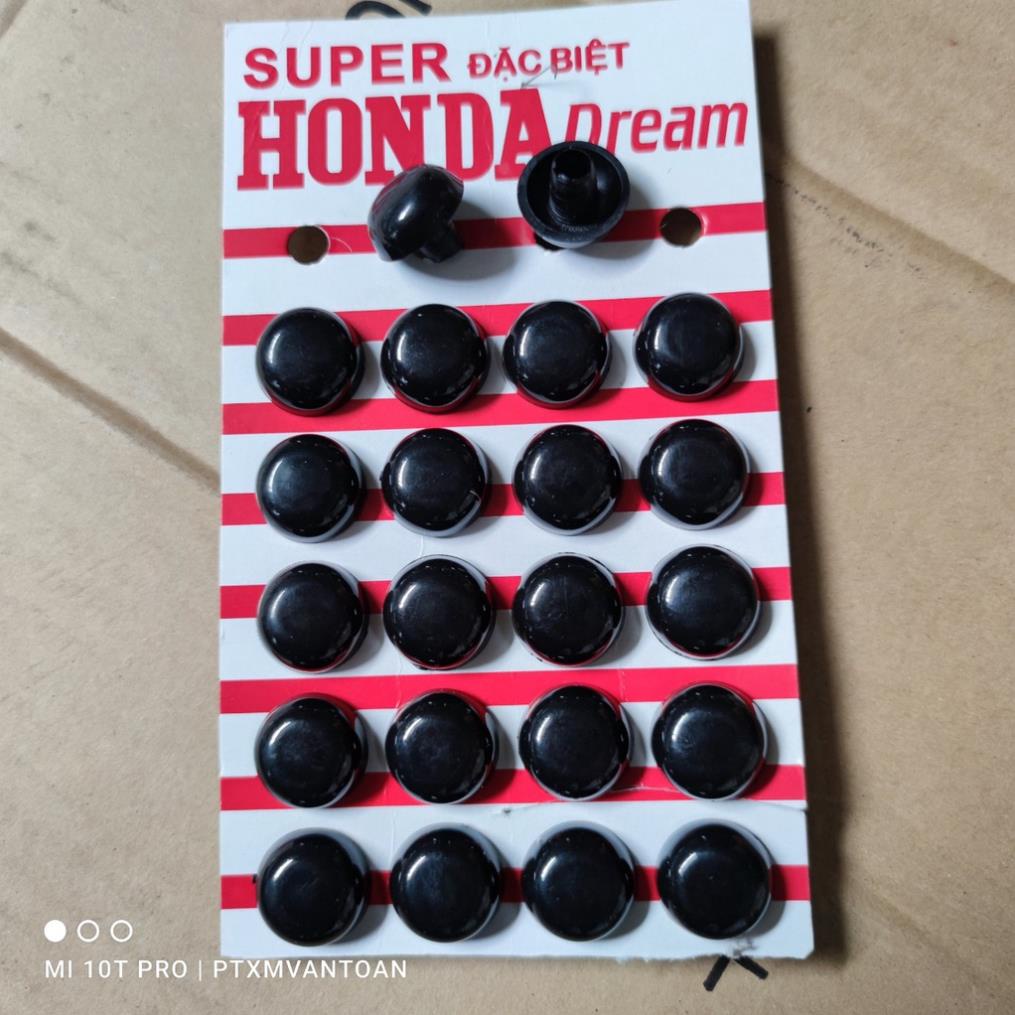 SUPER ĐẶC BIỆT
HONDA Dream
MI 10T PRO | PTXMVANTOAN